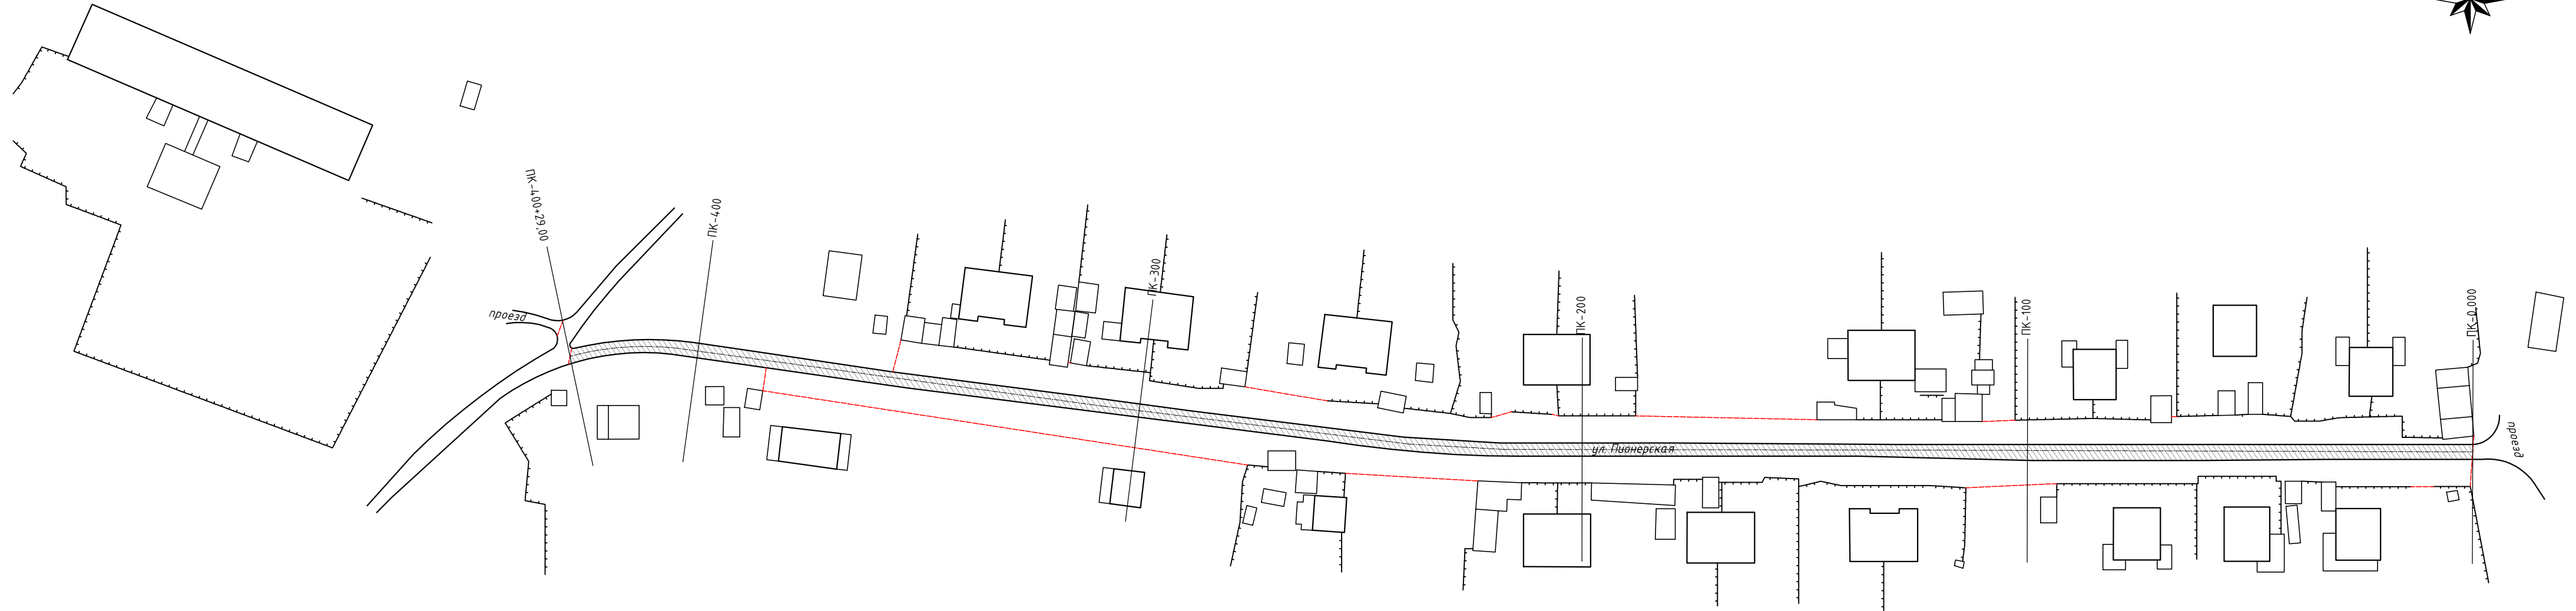 ПК-400+29,00
ПК-400
ПК-300
ПК-200
ПК-100
ПК-0,000
проезд
ул. Пионерская
проезд